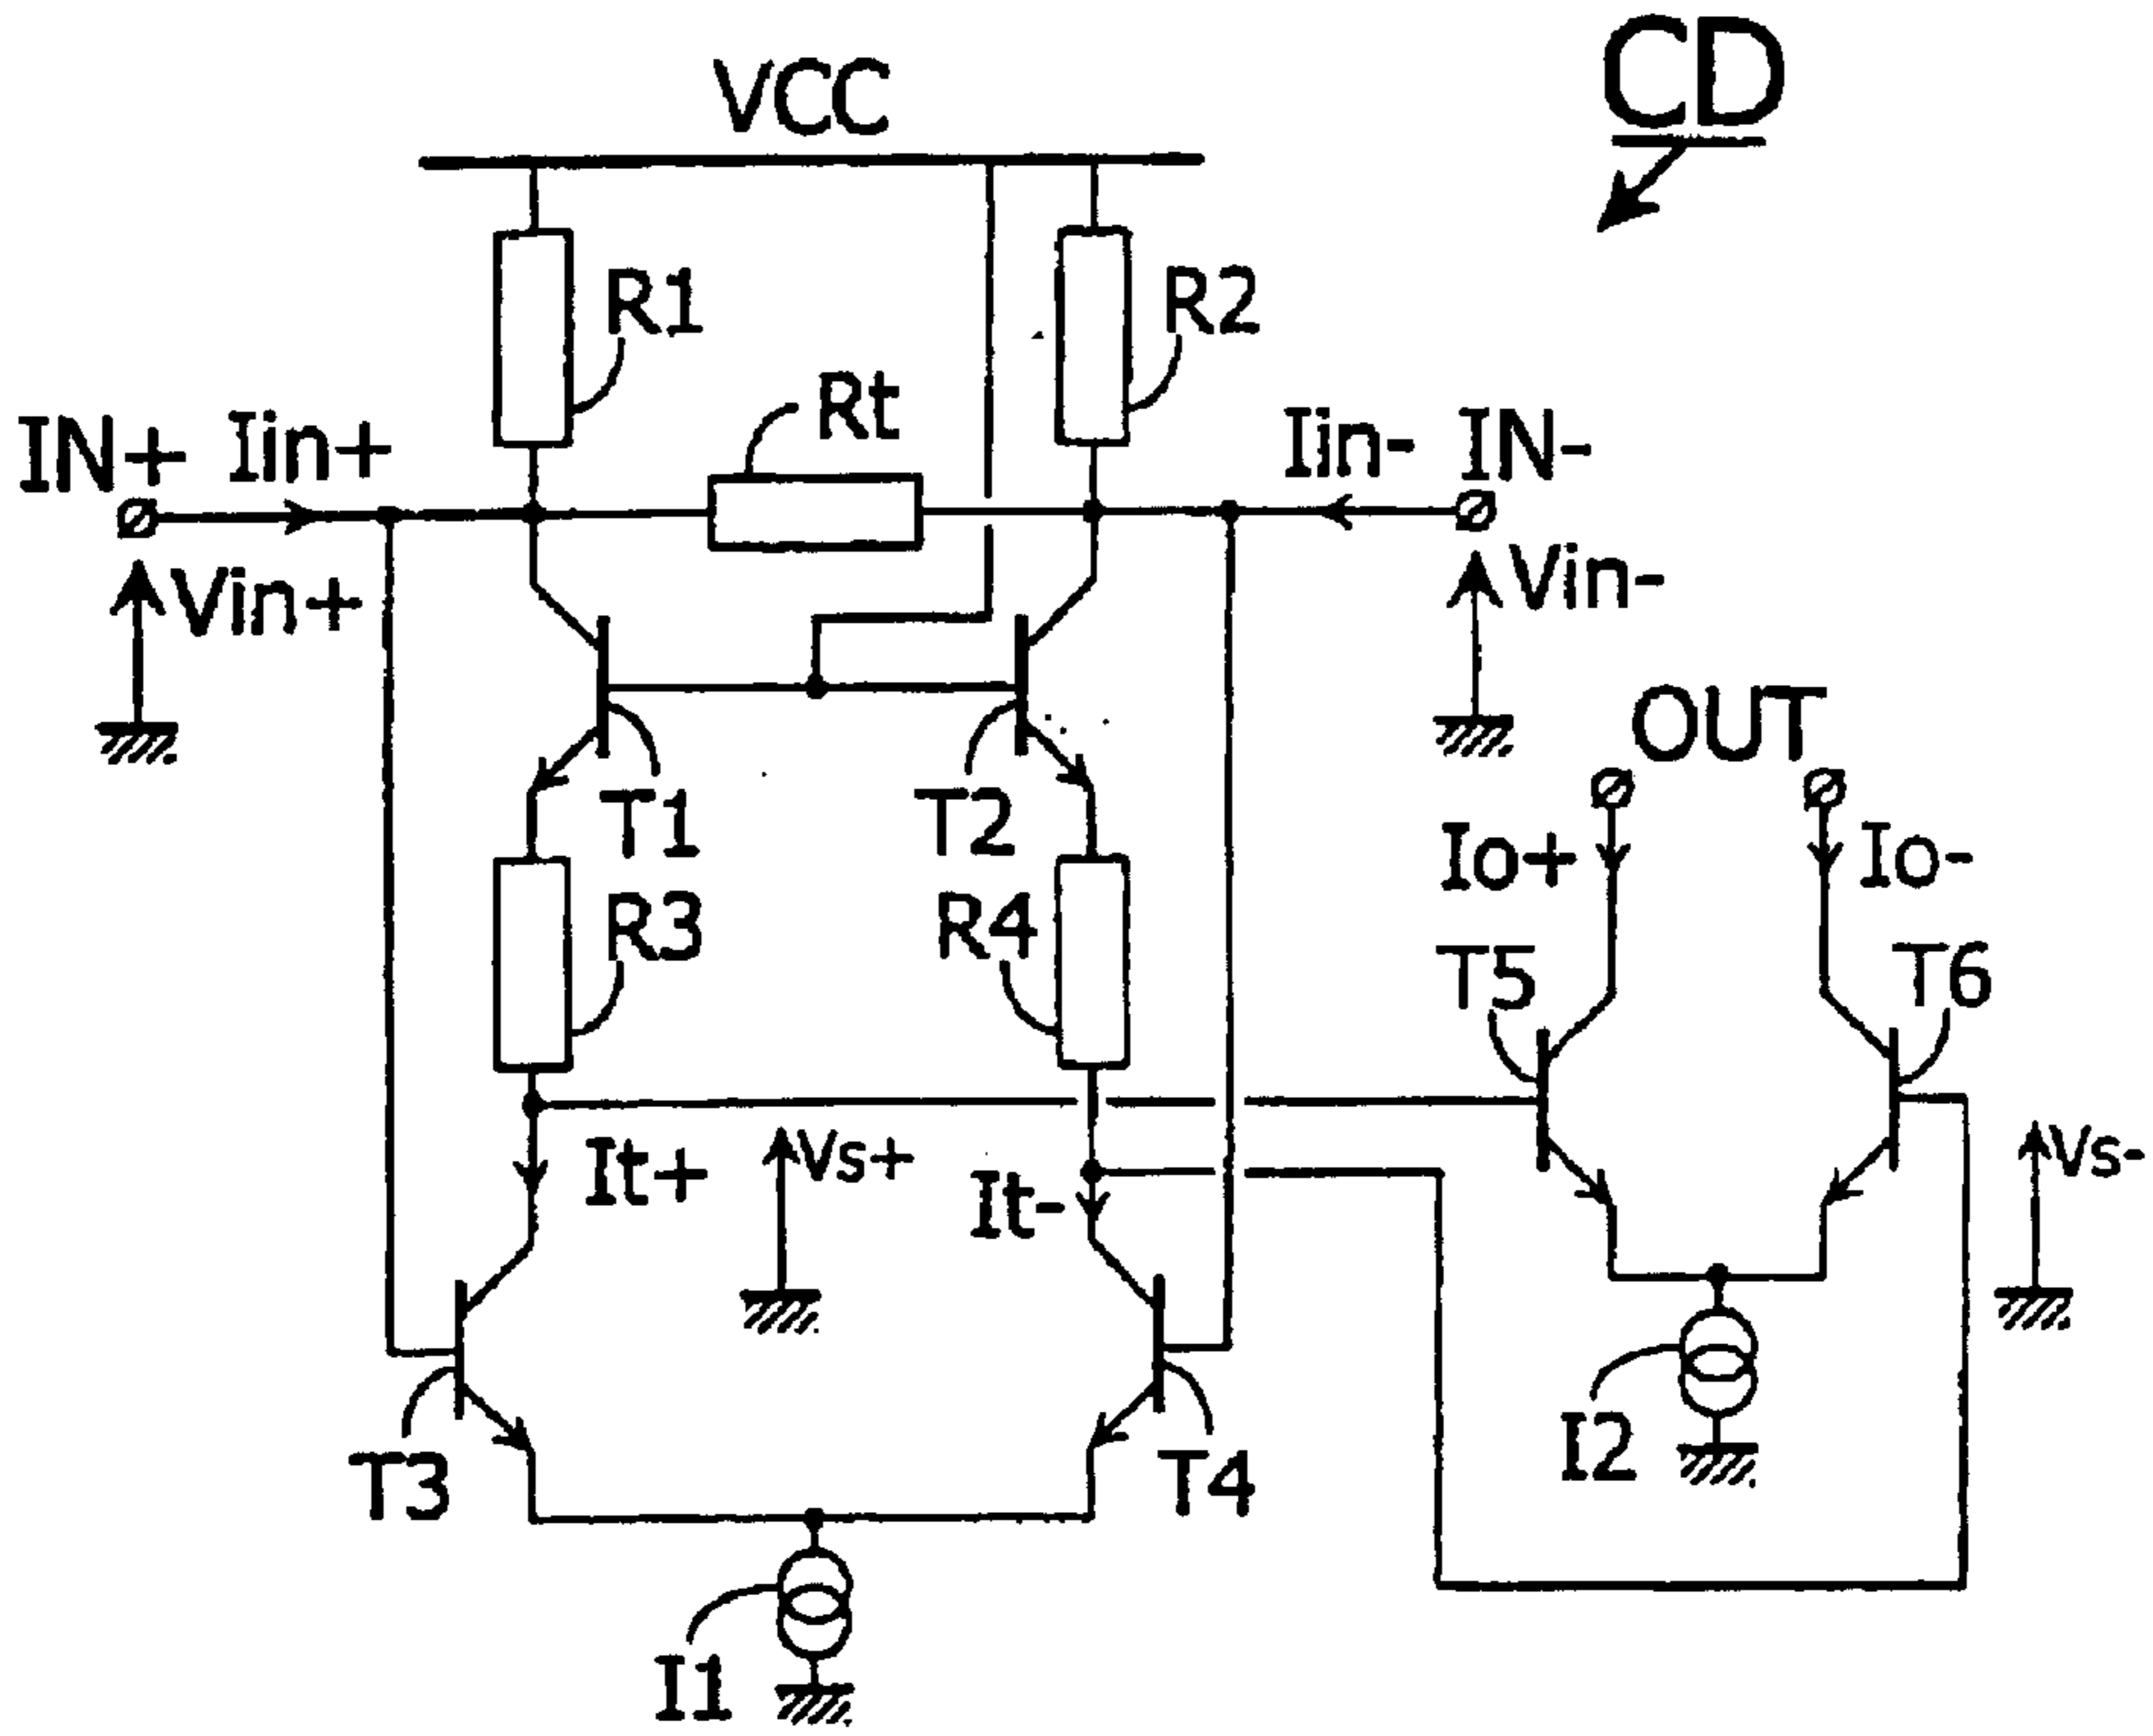 CD
VCC
R1
R2
Rt
IN+ Iin+
Iin- IN-
Vin+
Vin-
OUT
T1
T2
Io+
Io-
R3
R4
T5
T6
It+
Vs+
It-
Vs-
T3
T4
I2
I1